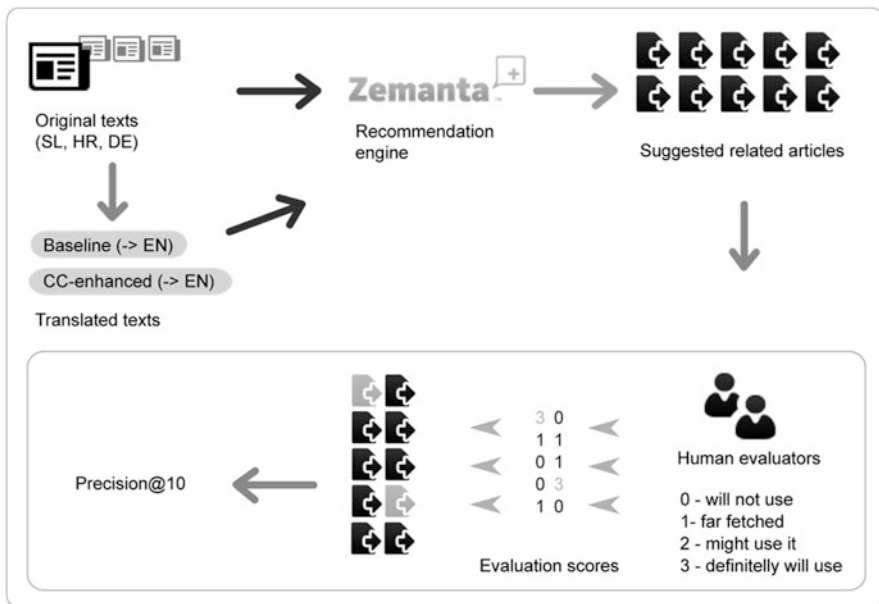 Original texts
(SL, HR, DE)
Zemanta +
™
Recommendation
engine
Suggested related articles
Baseline (-> EN)
CC-enhanced (-> EN)
Translated texts
Precision@10
3 0
1 1
0 1
0 3
1 0
Evaluation scores
Human evaluators
0 - will not use
1- far fetched
2 - might use it
3 - definitelly will use